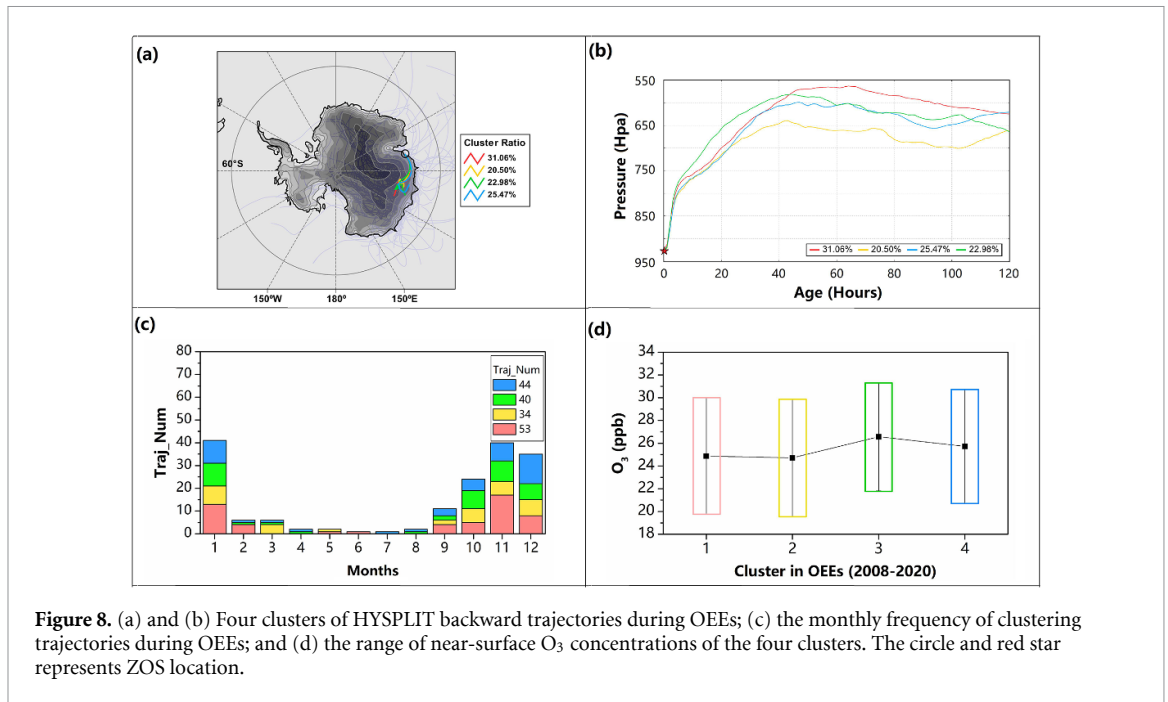 (a)
60°S
150°W 180° 150°E
Cluster Ratio
31.06%
20.50%
22.98%
25.47%
(b)
Pressure (Hpa)
550
650
750
850
950
0 20 40 60 80 100 120
Age (Hours)
31.06% 20.50% 25.47% 22.98%
(c)
Traj_Num
80
70
60
50
40
30
20
10
0
1 2 3 4 5 6 7 8 9 10 11 12
Months
Traj_Num
44
40
34
53
(d)
O3 (ppb)
34
32
30
28
26
24
22
20
18
1 2 3 4
Cluster in OEEs (2008-2020)
Figure 8. (a) and (b) Four clusters of HYSPLIT backward trajectories during OEEs; (c) the monthly frequency of clustering
trajectories during OEEs; and (d) the range of near-surface O3 concentrations of the four clusters. The circle and red star
represents ZOS location.